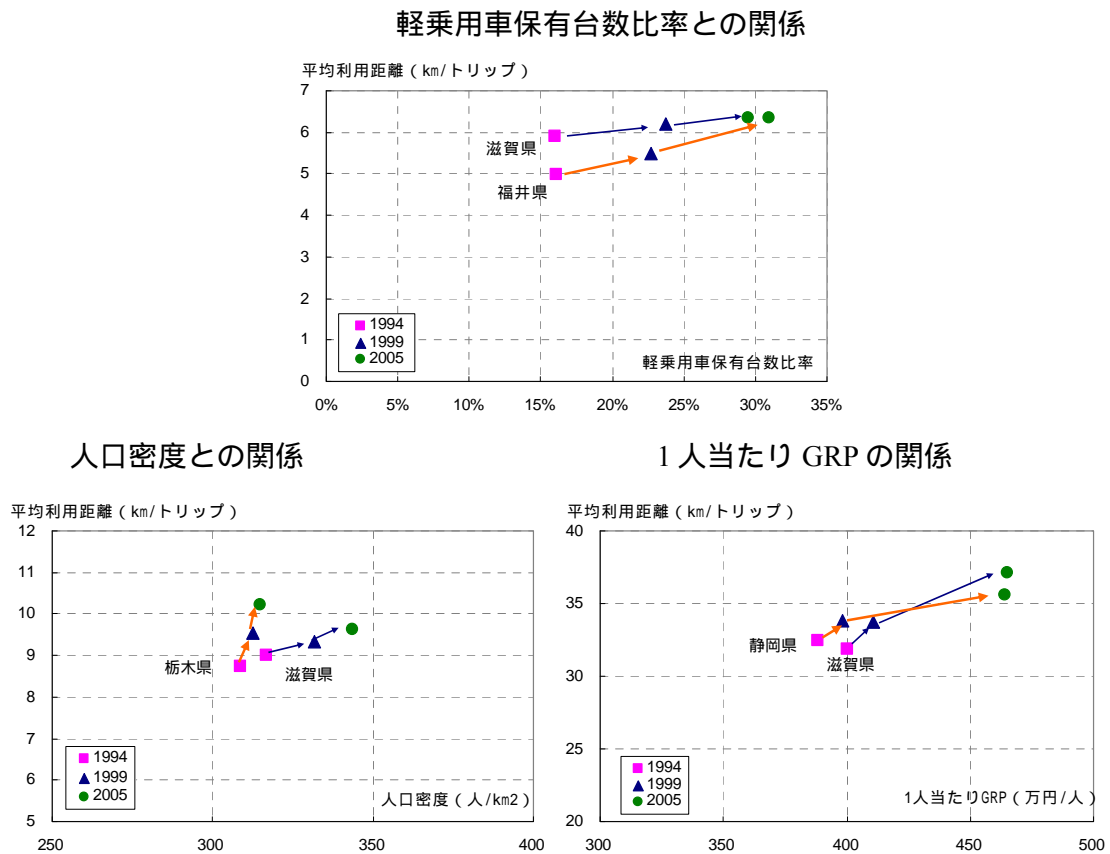 軽乗用車保有台数比率との関係
平均利用距離（km/トリップ）
7
6
5
4
3
2
1
0
滋賀県
福井県
1994
1999
2005
軽乗用車保有台数比率
0% 5% 10% 15% 20% 25% 30% 35%
人口密度との関係
平均利用距離（km/トリップ）
12
11
10
9
8
7
6
5
栃木県
滋賀県
1994
1999
2005
人口密度（人/km2）
250 300 350 400
1人当たり GRP の関係
平均利用距離（km/トリップ）
40
35
30
25
20
静岡県
滋賀県
1994
1999
2005
1人当たりGRP（万円/人）
300 350 400 450 500